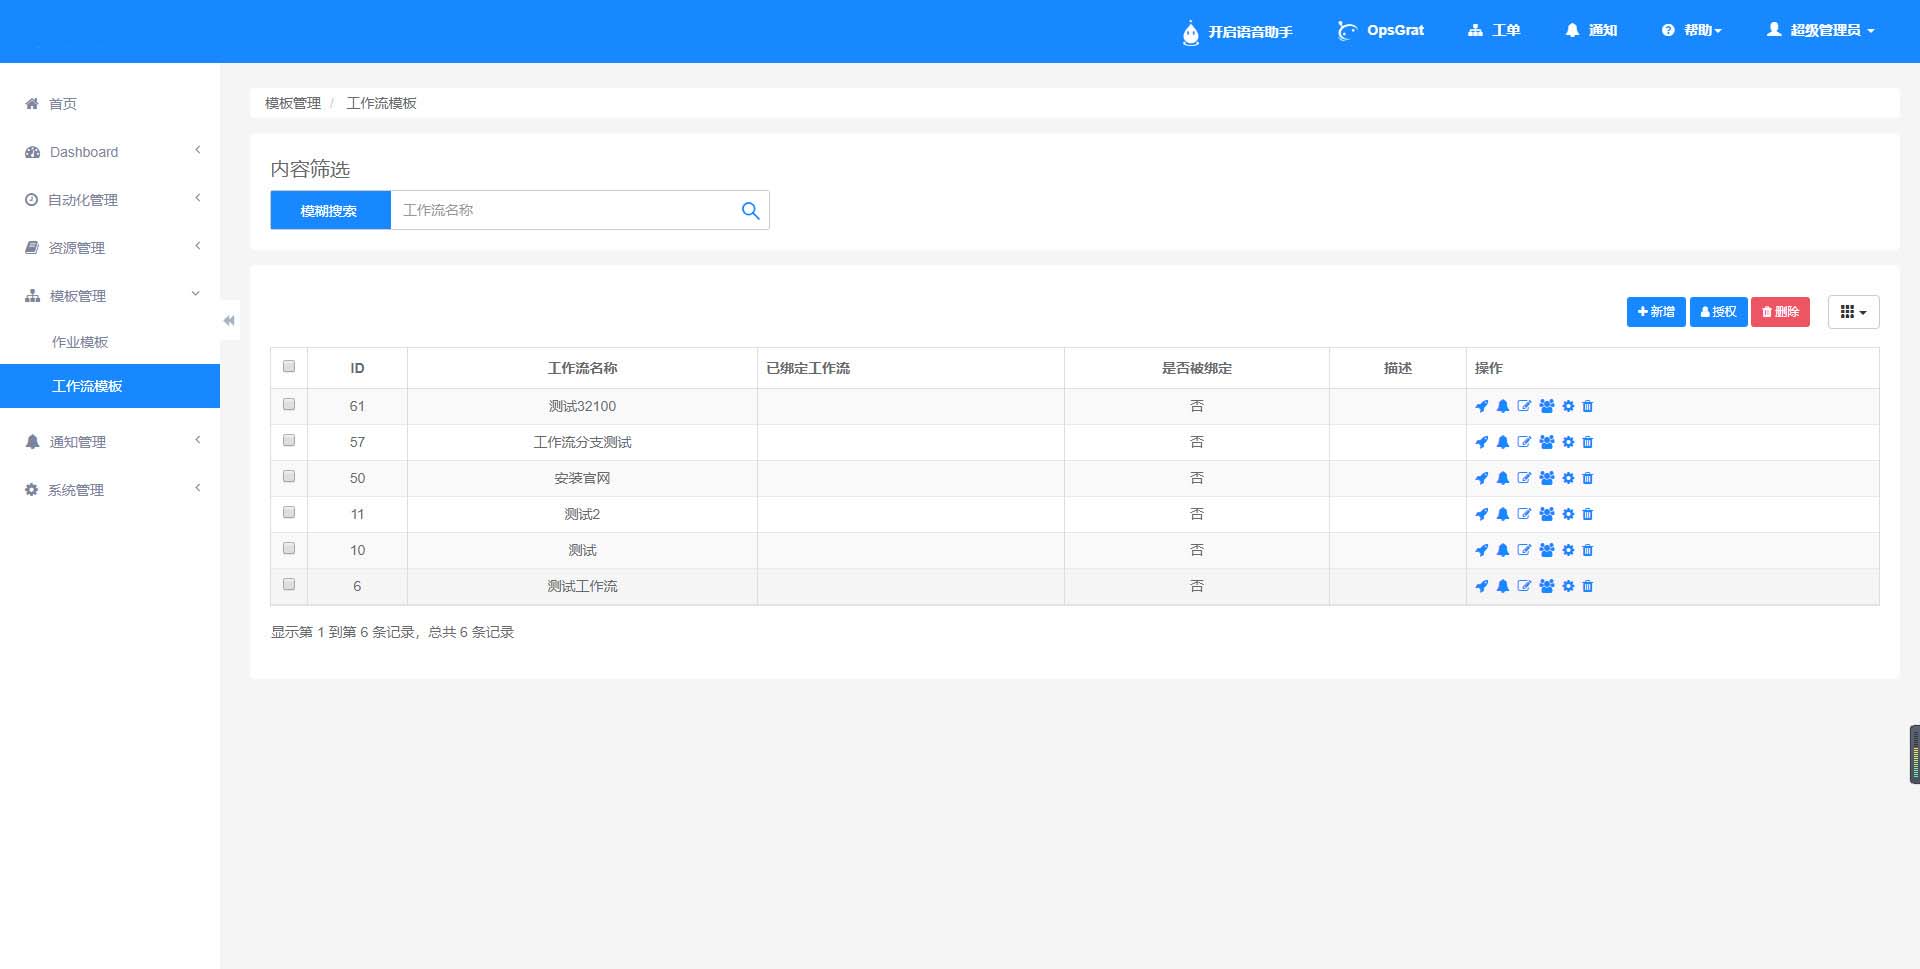 开启语音助手 OpsGrat 工单 通知 帮助 超级管理员
首页
Dashboard
自动化管理
资源管理
模板管理
作业模板
工作流模板
通知管理
系统管理
模板管理 / 工作流模板
内容筛选
模糊搜索 工作流名称
新增 授权 删除
ID 工作流名称 已绑定工作流 是否被绑定 描述 操作
61 测试32100 否
57 工作流分支测试 否
50 安装官网 否
11 测试2 否
10 测试 否
6 测试工作流 否
显示第 1 到第 6 条记录，总共 6 条记录